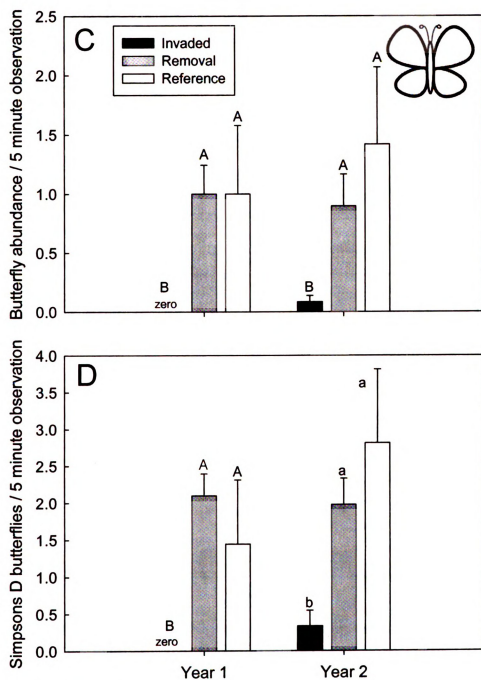 C
Invaded
Removal
Reference
Butterfly abundance / 5 minute observation
2.5
2.0
1.5
1.0
0.5
0.0
B
zero
A
A
B
A
A
D
Simpsons D butterflies / 5 minute observation
4.0
3.5
3.0
2.5
2.0
1.5
1.0
0.5
0.0
B
zero
A
A
b
a
a
Year 1
Year 2